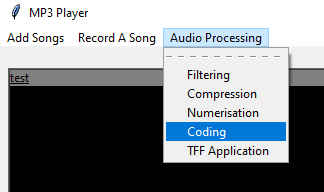 MP3 Player
Add Songs Record A Song Audio Processing
test
Filtering
Compression
Numerisation
Coding
TFF Application